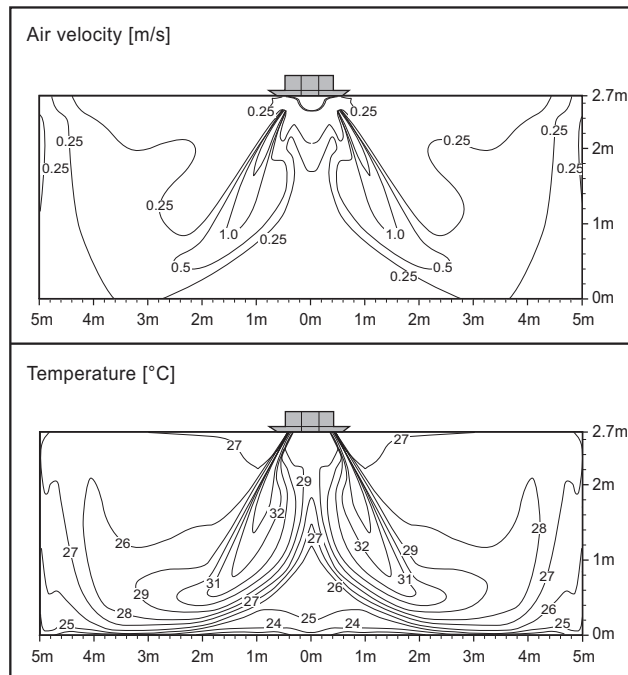 Air velocity [m/s]
2.7m
0.25 0.25
0.25 0.25 2m
0.25 0.25
0.25
1.0 0.25 1.0 1m
0.5 0.5
0.25
0m
5m 4m 3m 2m 1m 0m 1m 2m 3m 4m 5m
Temperature [°C]
27 27 2.7m
29
2m
32 28
26 27 32 29
27 31 31 27 1m
29 26
28 27 26
25 25
24 24 0m
5m 4m 3m 2m 1m 0m 1m 2m 3m 4m 5m